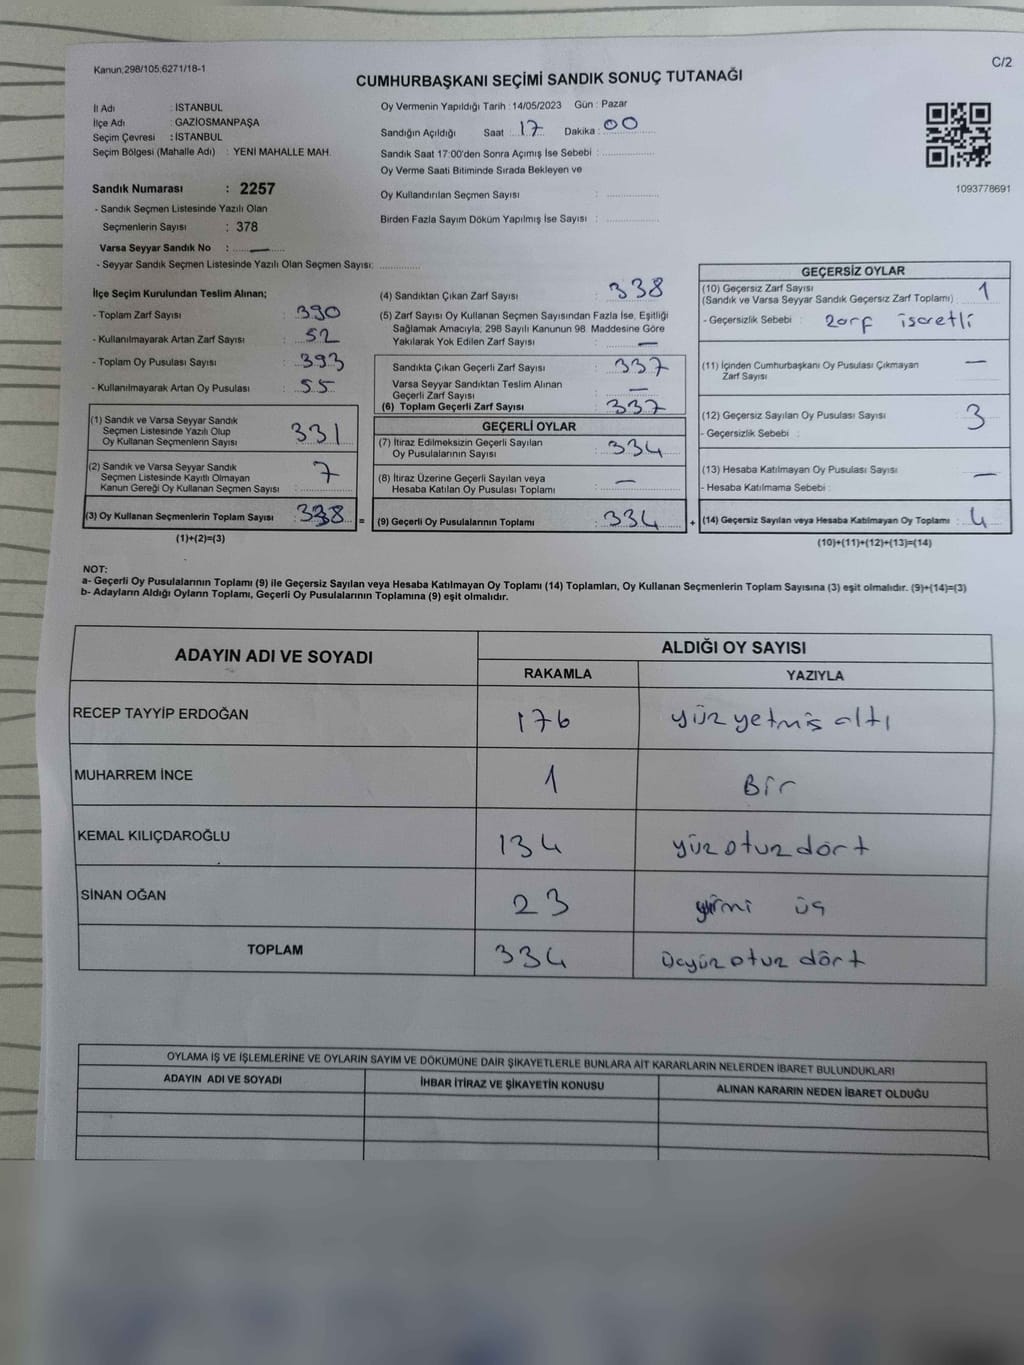 Kanun;298/105;6271/18-1
C/2
CUMHURBAŞKANI SEÇİMİ SANDIK SONUÇ TUTANAĞI
İl Adı : İSTANBUL
İlçe Adı : GAZİOSMANPAŞA
Seçim Çevresi : İSTANBUL
Seçim Bölgesi (Mahalle Adı) : YENİ MAHALLE MAH.
Sandık Numarası : 2257
- Sandık Seçmen Listesinde Yazılı Olan
Seçmenlerin Sayısı : 378
Varsa Seyyar Sandık No : —
- Seyyar Sandık Seçmen Listesinde Yazılı Olan Seçmen Sayısı:
Oy Vermenin Yapıldığı Tarih : 14/05/2023 Gün : Pazar
Sandığın Açıldığı Saat : 17 Dakika : 00
Sandık Saat 17:00'den Sonra Açımış İse Sebebi :
Oy Verme Saati Bitiminde Sırada Bekleyen ve
Oy Kullandırılan Seçmen Sayısı :
Birden Fazla Sayım Döküm Yapılmış İse Sayısı :
1093778691
İlçe Seçim Kurulundan Teslim Alınan;
- Toplam Zarf Sayısı : 390
- Kullanılmayarak Artan Zarf Sayısı : 52
- Toplam Oy Pusulası Sayısı : 393
- Kullanılmayarak Artan Oy Pusulası : 55
(1) Sandık ve Varsa Seyyar Sandık
Seçmen Listesinde Yazılı Olup
Oy Kullanan Seçmenlerin Sayısı 331
(2) Sandık ve Varsa Seyyar Sandık
Seçmen Listesinde Kayıtlı Olmayan
Kanun Gereği Oy Kullanan Seçmen Sayısı : 7
(3) Oy Kullanan Seçmenlerin Toplam Sayısı : 338 =
(1)+(2)=(3)
(4) Sandıktan Çıkan Zarf Sayısı : 338
(5) Zarf Sayısı Oy Kullanan Seçmen Sayısından Fazla İse, Eşitliği
Sağlamak Amacıyla, 298 Sayılı Kanunun 98. Maddesine Göre
Yakılarak Yok Edilen Zarf Sayısı : —
Sandıkta Çıkan Geçerli Zarf Sayısı : 337
Varsa Seyyar Sandıktan Teslim Alınan
Geçerli Zarf Sayısı : —
(6) Toplam Geçerli Zarf Sayısı : 337
GEÇERLİ OYLAR
(7) İtiraz Edilmeksizin Geçerli Sayılan
Oy Pusulalarının Sayısı : 334
(8) İtiraz Üzerine Geçerli Sayılan veya
Hesaba Katılan Oy Pusulası Toplamı : —
(9) Geçerli Oy Pusulalarının Toplamı : 334 +
GEÇERSİZ OYLAR
(10) Geçersiz Zarf Sayısı
(Sandık ve Varsa Seyyar Sandık Geçersiz Zarf Toplamı) : 1
- Geçersizlik Sebebi : zarf isaretli
(11) İçinden Cumhurbaşkanı Oy Pusulası Çıkmayan
Zarf Sayısı —
(12) Geçersiz Sayılan Oy Pusulası Sayısı 3
- Geçersizlik Sebebi :
(13) Hesaba Katılmayan Oy Pusulası Sayısı —
- Hesaba Katılmama Sebebi :
(14) Geçersiz Sayılan veya Hesaba Katılmayan Oy Toplamı : 4
(10)+(11)+(12)+(13)=(14)
NOT:
a- Geçerli Oy Pusulalarının Toplamı (9) ile Geçersiz Sayılan veya Hesaba Katılmayan Oy Toplamı (14) Toplamları, Oy Kullanan Seçmenlerin Toplam Sayısına (3) eşit olmalıdır. (9)+(14)=(3)
b- Adayların Aldığı Oyların Toplamı, Geçerli Oy Pusulalarının Toplamına (9) eşit olmalıdır.
ADAYIN ADI VE SOYADI
ALDIĞI OY SAYISI
RAKAMLA YAZIYLA
RECEP TAYYİP ERDOĞAN 176 yüz yetmiş altı
MUHARREM İNCE 1 Bir
KEMAL KILIÇDAROĞLU 134 yüz otuz dört
SİNAN OĞAN 23 yirmi üç
TOPLAM 334 Üçyüz otuz dört
OYLAMA İŞ VE İŞLEMLERİNE VE OYLARIN SAYIM VE DÖKÜMÜNE DAİR ŞİKAYETLERLE BUNLARA AİT KARARLARIN NELERDEN İBARET BULUNDUKLARI
ADAYIN ADI VE SOYADI İHBAR İTİRAZ VE ŞİKAYETİN KONUSU ALINAN KARARIN NEDEN İBARET OLDUĞU